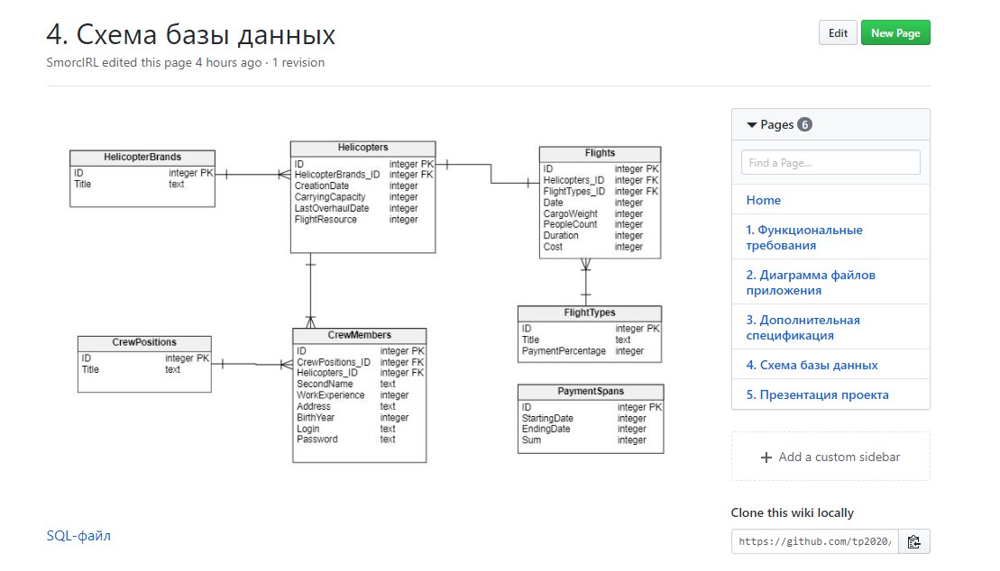 4. Схема базы данных
Edit
New Page
SmorcIRL edited this page 4 hours ago · 1 revision
HelicopterBrands
ID integer PK
Title text
Helicopters
ID integer PK
HelicopterBrands_ID integer FK
CreationDate integer
CarryingCapacity integer
LastOverhaulDate integer
FlightResource integer
Flights
ID integer PK
Helicopters_ID integer FK
FlightTypes_ID integer FK
Date integer
CargoWeight integer
PeopleCount integer
Duration integer
Cost integer
FlightTypes
ID integer PK
Title text
PaymentPercentage integer
CrewPositions
ID integer PK
Title text
CrewMembers
ID integer PK
CrewPositions_ID integer FK
Helicopters_ID integer FK
SecondName text
WorkExperience integer
Address text
BirthYear integer
Login text
Password text
PaymentSpans
ID integer PK
StartingDate integer
EndingDate integer
Sum integer
SQL-файл
Pages 6
Find a Page...
Home
1. Функциональные
требования
2. Диаграмма файлов
приложения
3. Дополнительная
спецификация
4. Схема базы данных
5. Презентация проекта
Add a custom sidebar
Clone this wiki locally
https://github.com/tp2020/